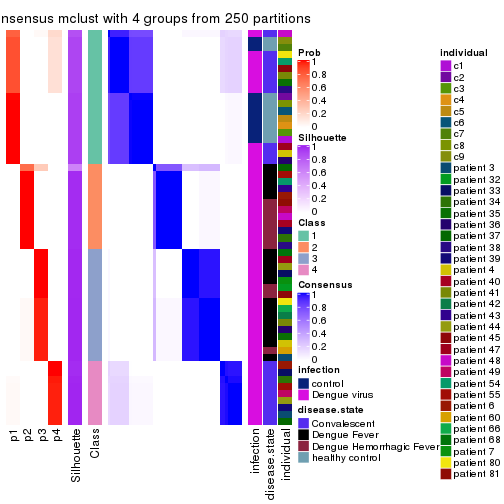 nsensus mclust with 4 groups from 250 partitions
Prob
1
0.8
0.6
0.4
0.2
0
Silhouette
1
0.8
0.6
0.4
0.2
0
Class
1
2
3
4
Consensus
1
0.8
0.6
0.4
0.2
0
infection
control
Dengue virus
disease.state
Convalescent
Dengue Fever
Dengue Hemorrhagic Fever
healthy control
individual
c1
c2
c3
c4
c5
c6
c7
c8
c9
patient 3
patient 32
patient 33
patient 34
patient 35
patient 36
patient 37
patient 38
patient 39
patient 4
patient 40
patient 41
patient 42
patient 43
patient 44
patient 45
patient 47
patient 48
patient 49
patient 54
patient 55
patient 6
patient 60
patient 66
patient 68
patient 7
patient 80
patient 81
p1
p2
p3
p4
Silhouette
Class
infection
disease.state
individual